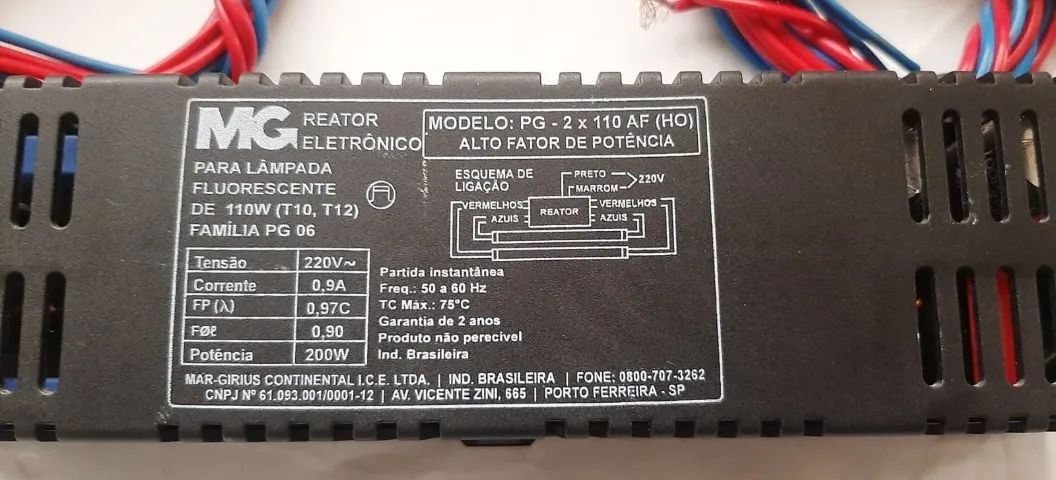 MG REATOR
ELETRÔNICO
PARA LÂMPADA
FLUORESCENTE
DE 110W (T10, T12)
FAMÍLIA PG 06
MODELO: PG - 2 x 110 AF (HO)
ALTO FATOR DE POTÊNCIA
ESQUEMA DE
LIGAÇÃO
PRETO
MARROM
220V
VERMELHOS
AZUIS
REATOR
VERMELHOS
AZUIS
Tensão 220V~
Corrente 0,9A
FP (λ) 0,97C
Føℓ 0,90
Potência 200W
Partida instantânea
Freq.: 50 a 60 Hz
TC Máx.: 75°C
Garantia de 2 anos
Produto não perecivel
Ind. Brasileira
MAR-GIRIUS CONTINENTAL I.C.E. LTDA. | IND. BRASILEIRA | FONE: 0800-707-3262
CNPJ Nº 61.093.001/0001-12 | AV. VICENTE ZINI, 665 | PORTO FERREIRA - SP